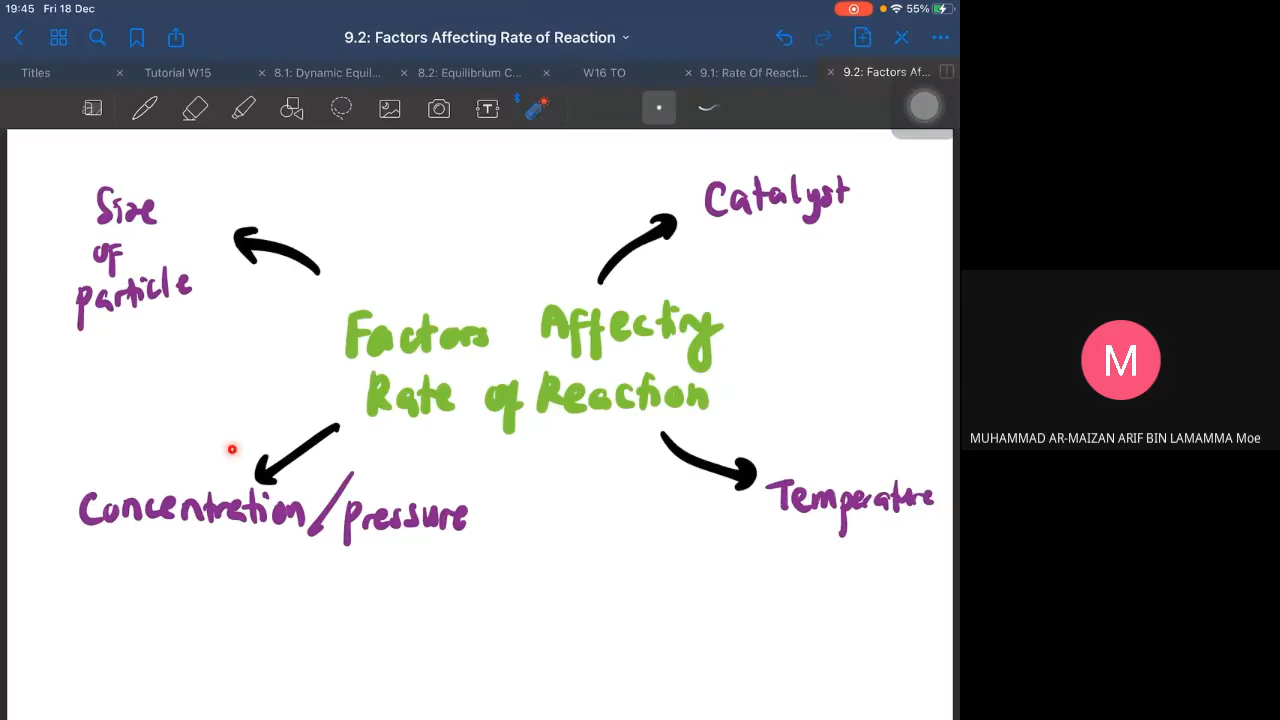 19:45 Fri 18 Dec
55%
9.2: Factors Affecting Rate of Reaction
Titles
Tutorial W15
8.1: Dynamic Equil...
8.2: Equilibrium C...
W16 TO
9.1: Rate Of Reacti...
9.2: Factors Af...
T
Size
of
particle
Catalyst
Factors Affecting
Rate of Reaction
Concentration/pressure
Temperature
M
MUHAMMAD AR-MAIZAN ARIF BIN LAMAMMA Moe